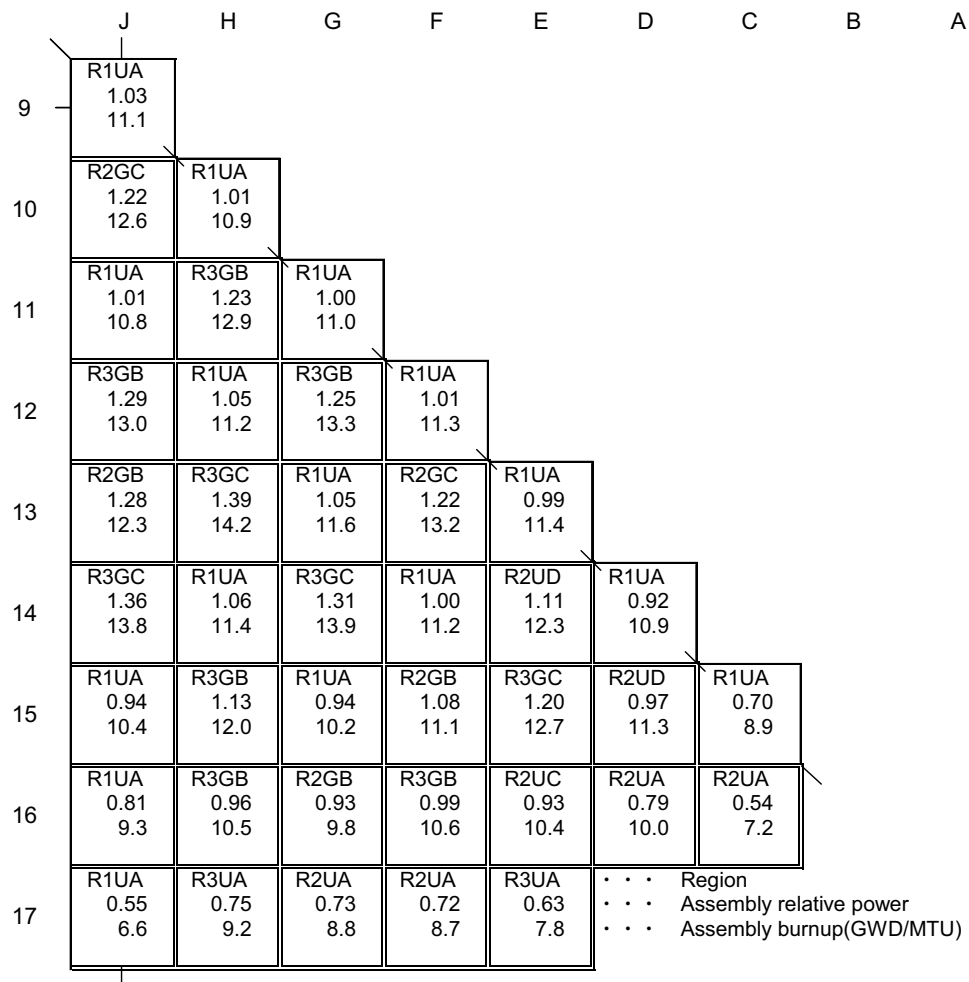 J H G F E D C B A
9
R1UA
1.03
11.1
10
R2GC R1UA
1.22 1.01
12.6 10.9
11
R1UA R3GB R1UA
1.01 1.23 1.00
10.8 12.9 11.0
12
R3GB R1UA R3GB R1UA
1.29 1.05 1.25 1.01
13.0 11.2 13.3 11.3
13
R2GB R3GC R1UA R2GC R1UA
1.28 1.39 1.05 1.22 0.99
12.3 14.2 11.6 13.2 11.4
14
R3GC R1UA R3GC R1UA R2UD R1UA
1.36 1.06 1.31 1.00 1.11 0.92
13.8 11.4 13.9 11.2 12.3 10.9
15
R1UA R3GB R1UA R2GB R3GC R2UD R1UA
0.94 1.13 0.94 1.08 1.20 0.97 0.70
10.4 12.0 10.2 11.1 12.7 11.3 8.9
16
R1UA R3GB R2GB R3GB R2UC R2UA R2UA
0.81 0.96 0.93 0.99 0.93 0.79 0.54
9.3 10.5 9.8 10.6 10.4 10.0 7.2
17
R1UA R3UA R2UA R2UA R3UA ・・・ Region
0.55 0.75 0.73 0.72 0.63 ・・・ Assembly relative power
6.6 9.2 8.8 8.7 7.8 ・・・ Assembly burnup(GWD/MTU)